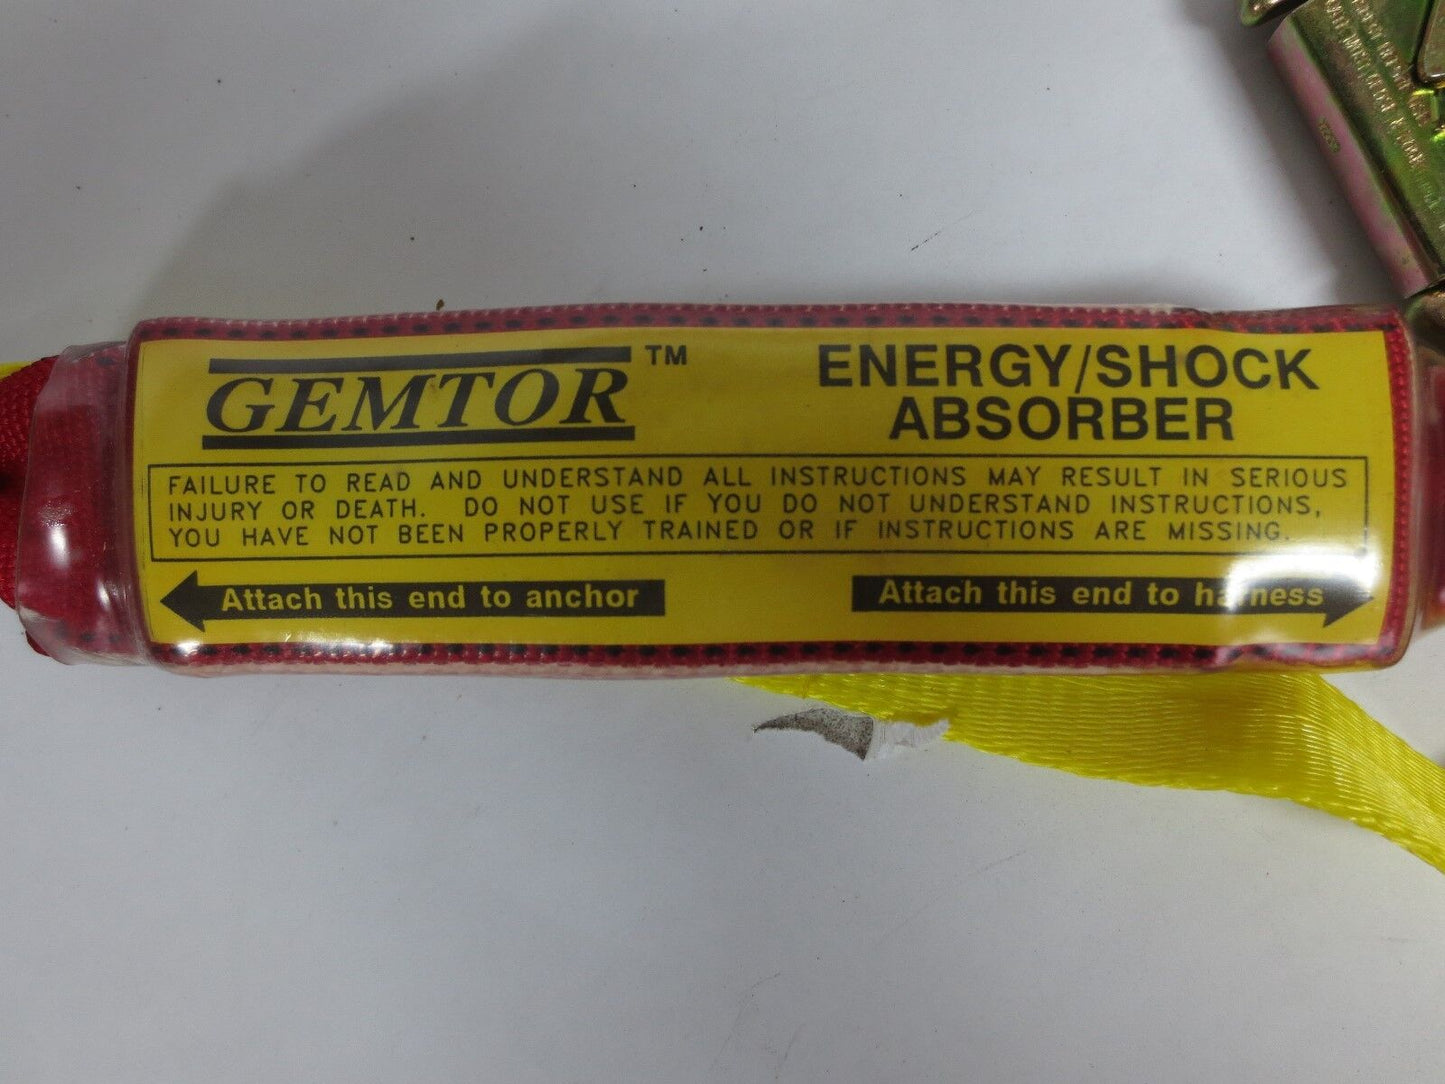 GEMTOR™
ENERGY/SHOCK
ABSORBER
FAILURE TO READ AND UNDERSTAND ALL INSTRUCTIONS MAY RESULT IN SERIOUS
INJURY OR DEATH. DO NOT USE IF YOU DO NOT UNDERSTAND INSTRUCTIONS,
YOU HAVE NOT BEEN PROPERLY TRAINED OR IF INSTRUCTIONS ARE MISSING.
Attach this end to anchor
Attach this end to harness